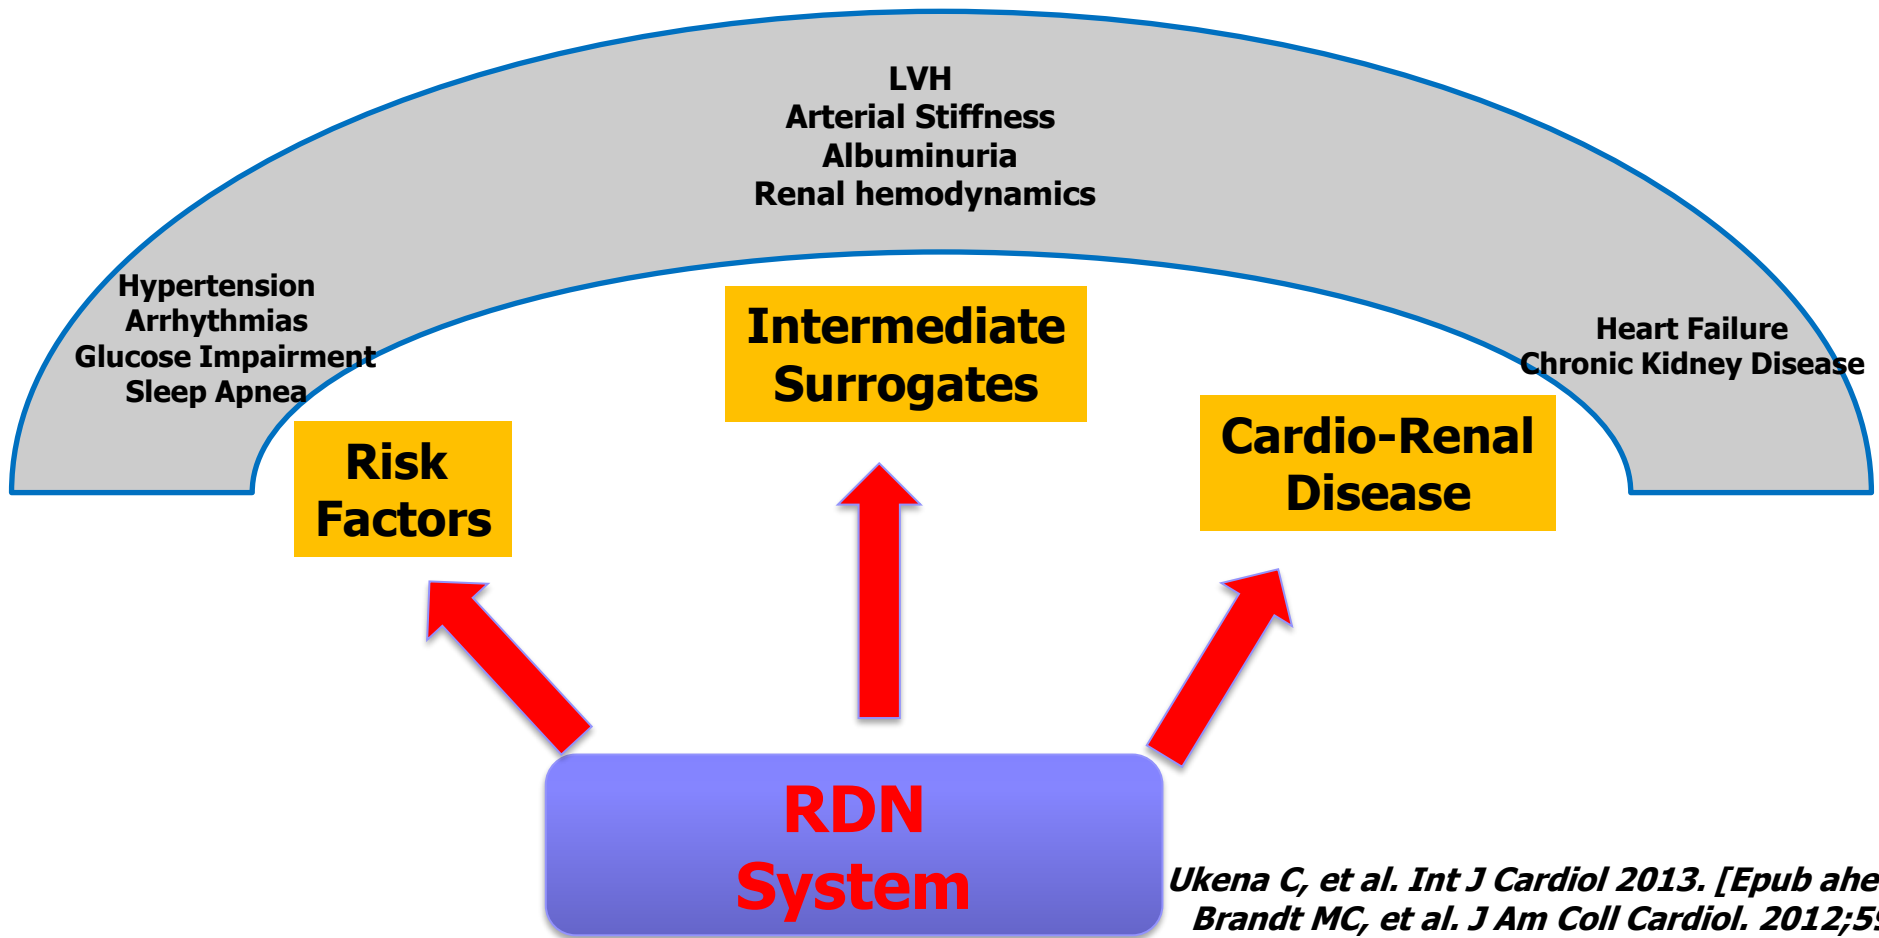 LVH
Arterial Stiffness
Albuminuria
Renal hemodynamics
Hypertension
Arrhythmias
Glucose Impairment
Sleep Apnea
Heart Failure
Chronic Kidney Disease
Intermediate
Surrogates
Risk
Factors
Cardio-Renal
Disease
RDN
System
Ukena C, et al. Int J Cardiol 2013. [Epub ahe
Brandt MC, et al. J Am Coll Cardiol. 2012;59